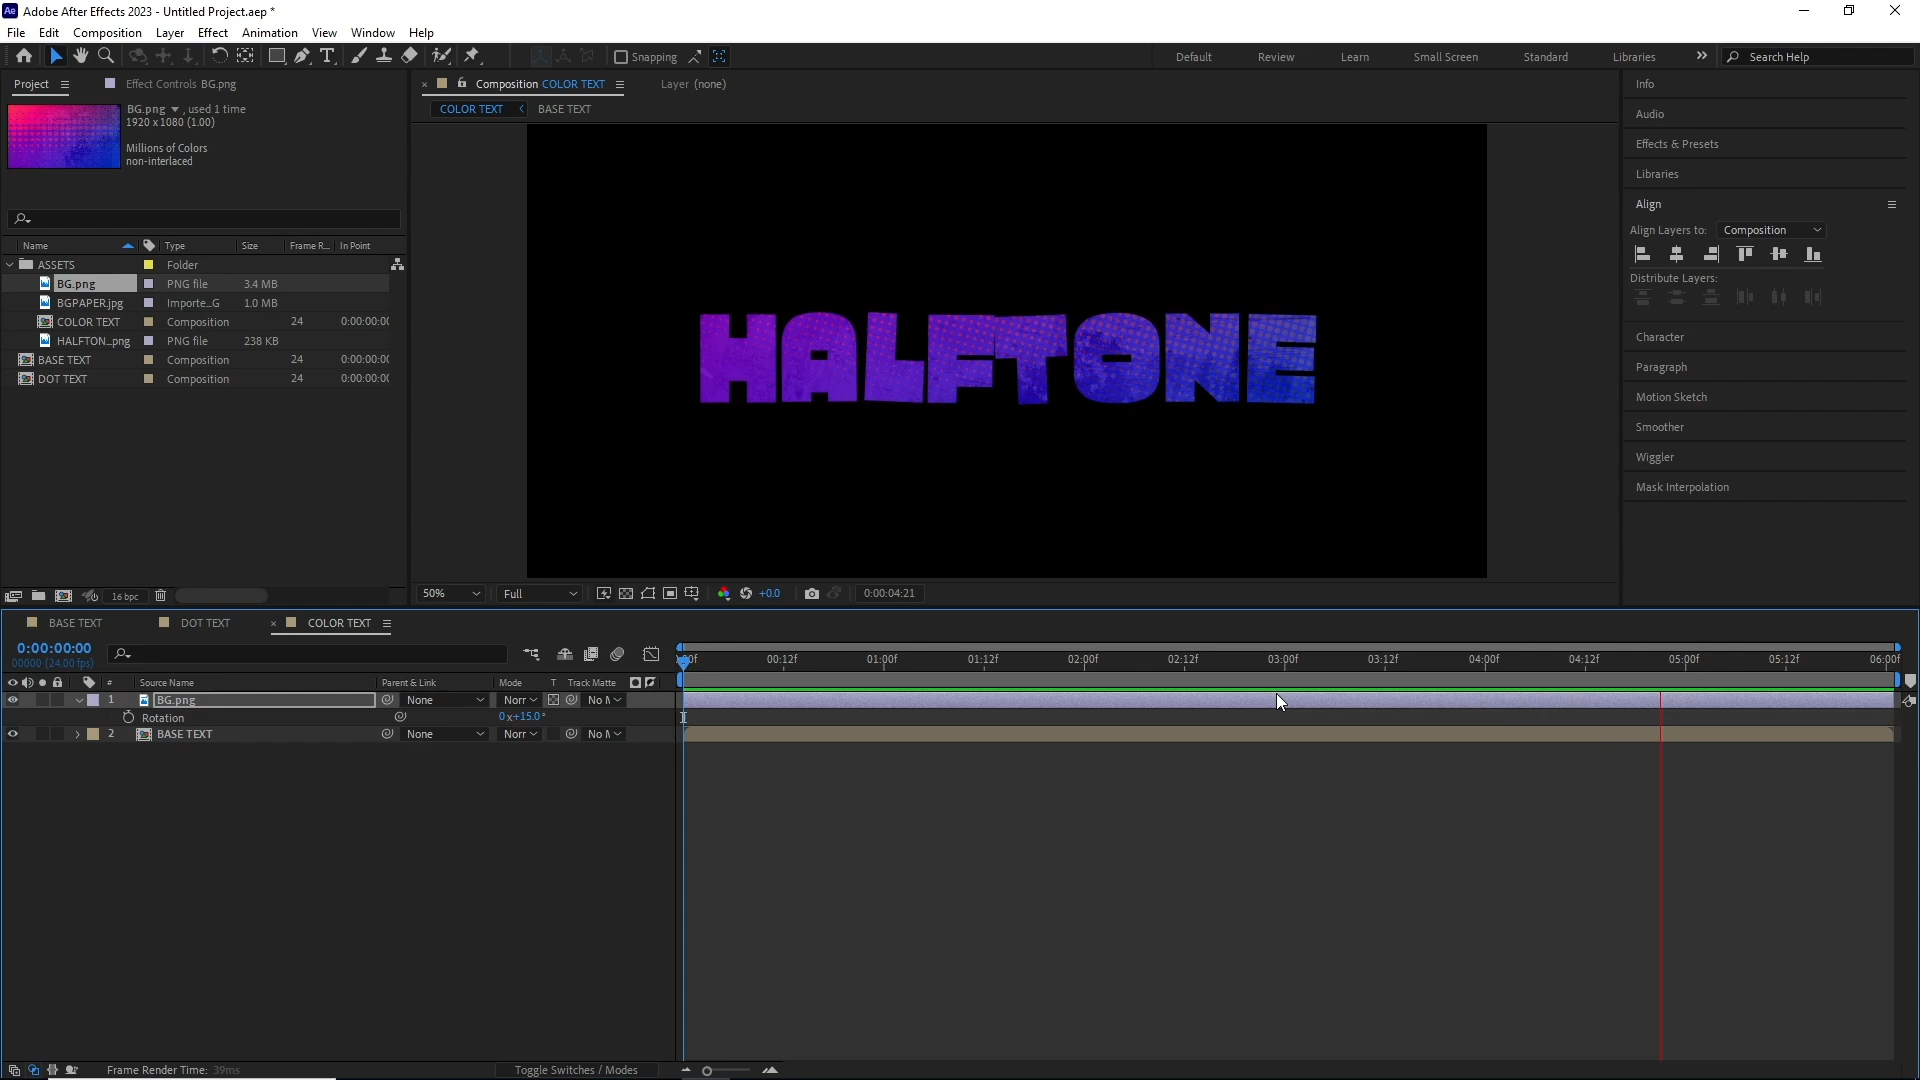 Ae Adobe After Effects 2023 - Untitled Project.aep *
File Edit Composition Layer Effect Animation View Window Help
Snapping
Default Review Learn Small Screen Standard Libraries Search Help
Project Effect Controls BG.png
BG.png , used 1 time
1920 x 1080 (1.00)
Millions of Colors
non-interlaced
Name Type Size Frame R... In Point
ASSETS Folder
BG.png PNG file 3.4 MB
BGPAPER.jpg Importe...G 1.0 MB
COLOR TEXT Composition 24 0:00:00:00
HALFTON...png PNG file 238 KB
BASE TEXT Composition 24 0:00:00:00
DOT TEXT Composition 24 0:00:00:00
16 bpc
Composition COLOR TEXT Layer (none)
COLOR TEXT BASE TEXT
HALFTONE
50% Full +0.0 0:00:04:21
Info
Audio
Effects & Presets
Libraries
Align
Align Layers to: Composition
Distribute Layers:
Character
Paragraph
Motion Sketch
Smoother
Wiggler
Mask Interpolation
BASE TEXT DOT TEXT COLOR TEXT
0:00:00:00
00000 (24.00 fps)
00f 00:12f 01:00f 01:12f 02:00f 02:12f 03:00f 03:12f 04:00f 04:12f 05:00f 05:12f 06:00f
# Source Name Parent & Link Mode T Track Matte
1 BG.png None Norr No M
Rotation 0x+15.0°
2 BASE TEXT None Norr No M
Frame Render Time: 39ms Toggle Switches / Modes